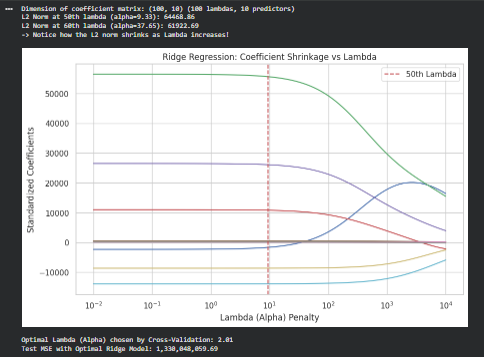 Dimension of coefficient matrix: (100, 10) (100 lambdas, 10 predictors)
L2 Norm at 50th lambda (alpha=9.33): 64468.86
L2 Norm at 60th lambda (alpha=37.65): 61922.69
-> Notice how the L2 norm shrinks as Lambda increases!
Ridge Regression: Coefficient Shrinkage vs Lambda
50th Lambda
50000
40000
30000
20000
10000
0
−10000
Standardized Coefficients
10⁻² 10⁻¹ 10⁰ 10¹ 10² 10³ 10⁴
Lambda (Alpha) Penalty
Optimal Lambda (Alpha) chosen by Cross-Validation: 2.01
Test MSE with Optimal Ridge Model: 1,330,048,059.69